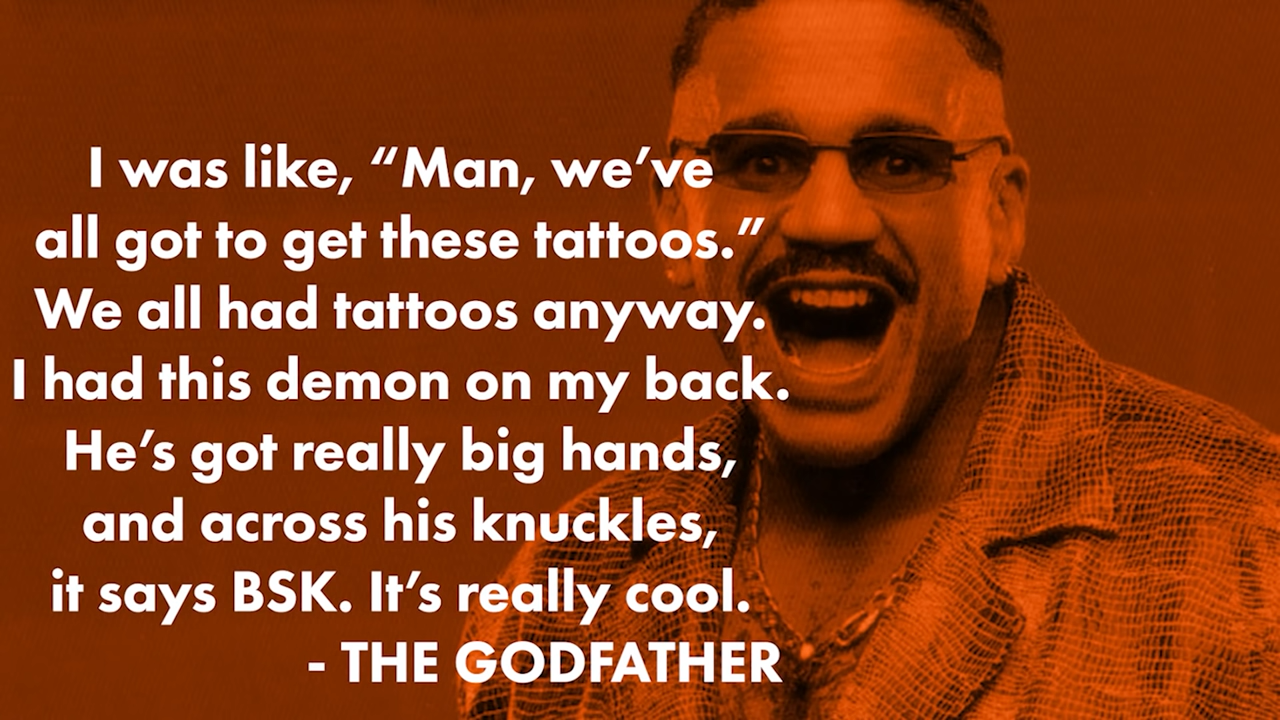 I was like, “Man, we’ve
all got to get these tattoos.”
We all had tattoos anyway.
I had this demon on my back.
He’s got really big hands,
and across his knuckles,
it says BSK. It’s really cool.
- THE GODFATHER